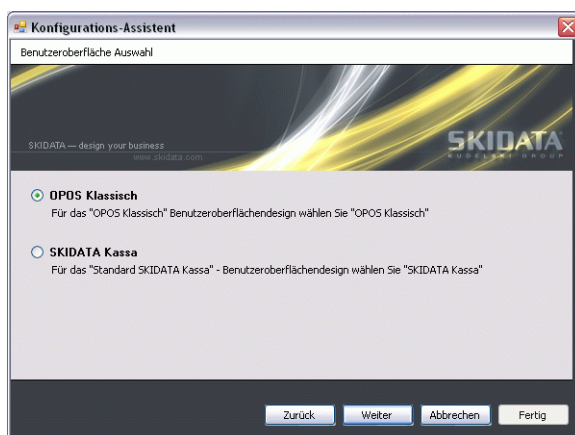 Konfigurations-Assistent
Benutzeroberfläche Auswahl
SKIDATA — design your business
www.skidata.com
SKIDATA
KUDELSKI GROUP
OPOS Klassisch
Für das "OPOS Klassisch" Benutzeroberflächendesign wählen Sie "OPOS Klassisch"
SKIDATA Kassa
Für das "Standard SKIDATA Kassa" - Benutzeroberflächendesign wählen Sie "SKIDATA Kassa"
Zurück Weiter Abbrechen Fertig